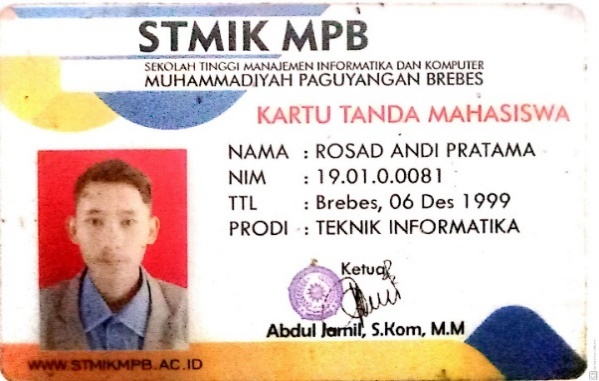 STMIK MPB
SEKOLAH TINGGI MANAJEMEN INFORMATIKA DAN KOMPUTER
MUHAMMADIYAH PAGUYANGAN BREBES
KARTU TANDA MAHASISWA
NAMA : ROSAD ANDI PRATAMA
NIM : 19.01.0.0081
TTL : Brebes, 06 Des 1999
PRODI : TEKNIK INFORMATIKA
Ketua
Abdul Jamil, S.Kom, M.M
WWW.STMIKMPB.AC.ID